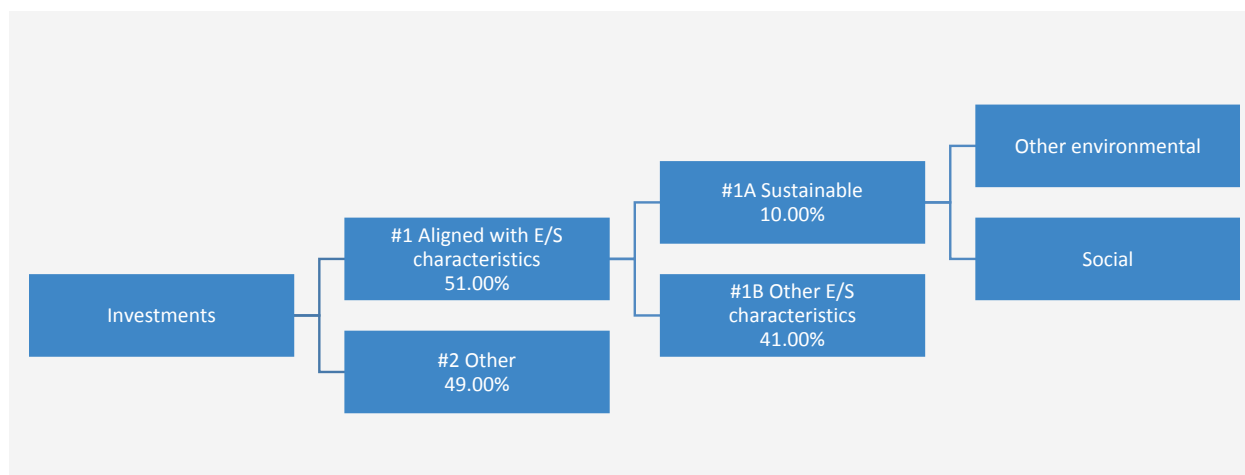 Investments
#1 Aligned with E/S
characteristics
51.00%
#2 Other
49.00%
#1A Sustainable
10.00%
#1B Other E/S
characteristics
41.00%
Other environmental
Social